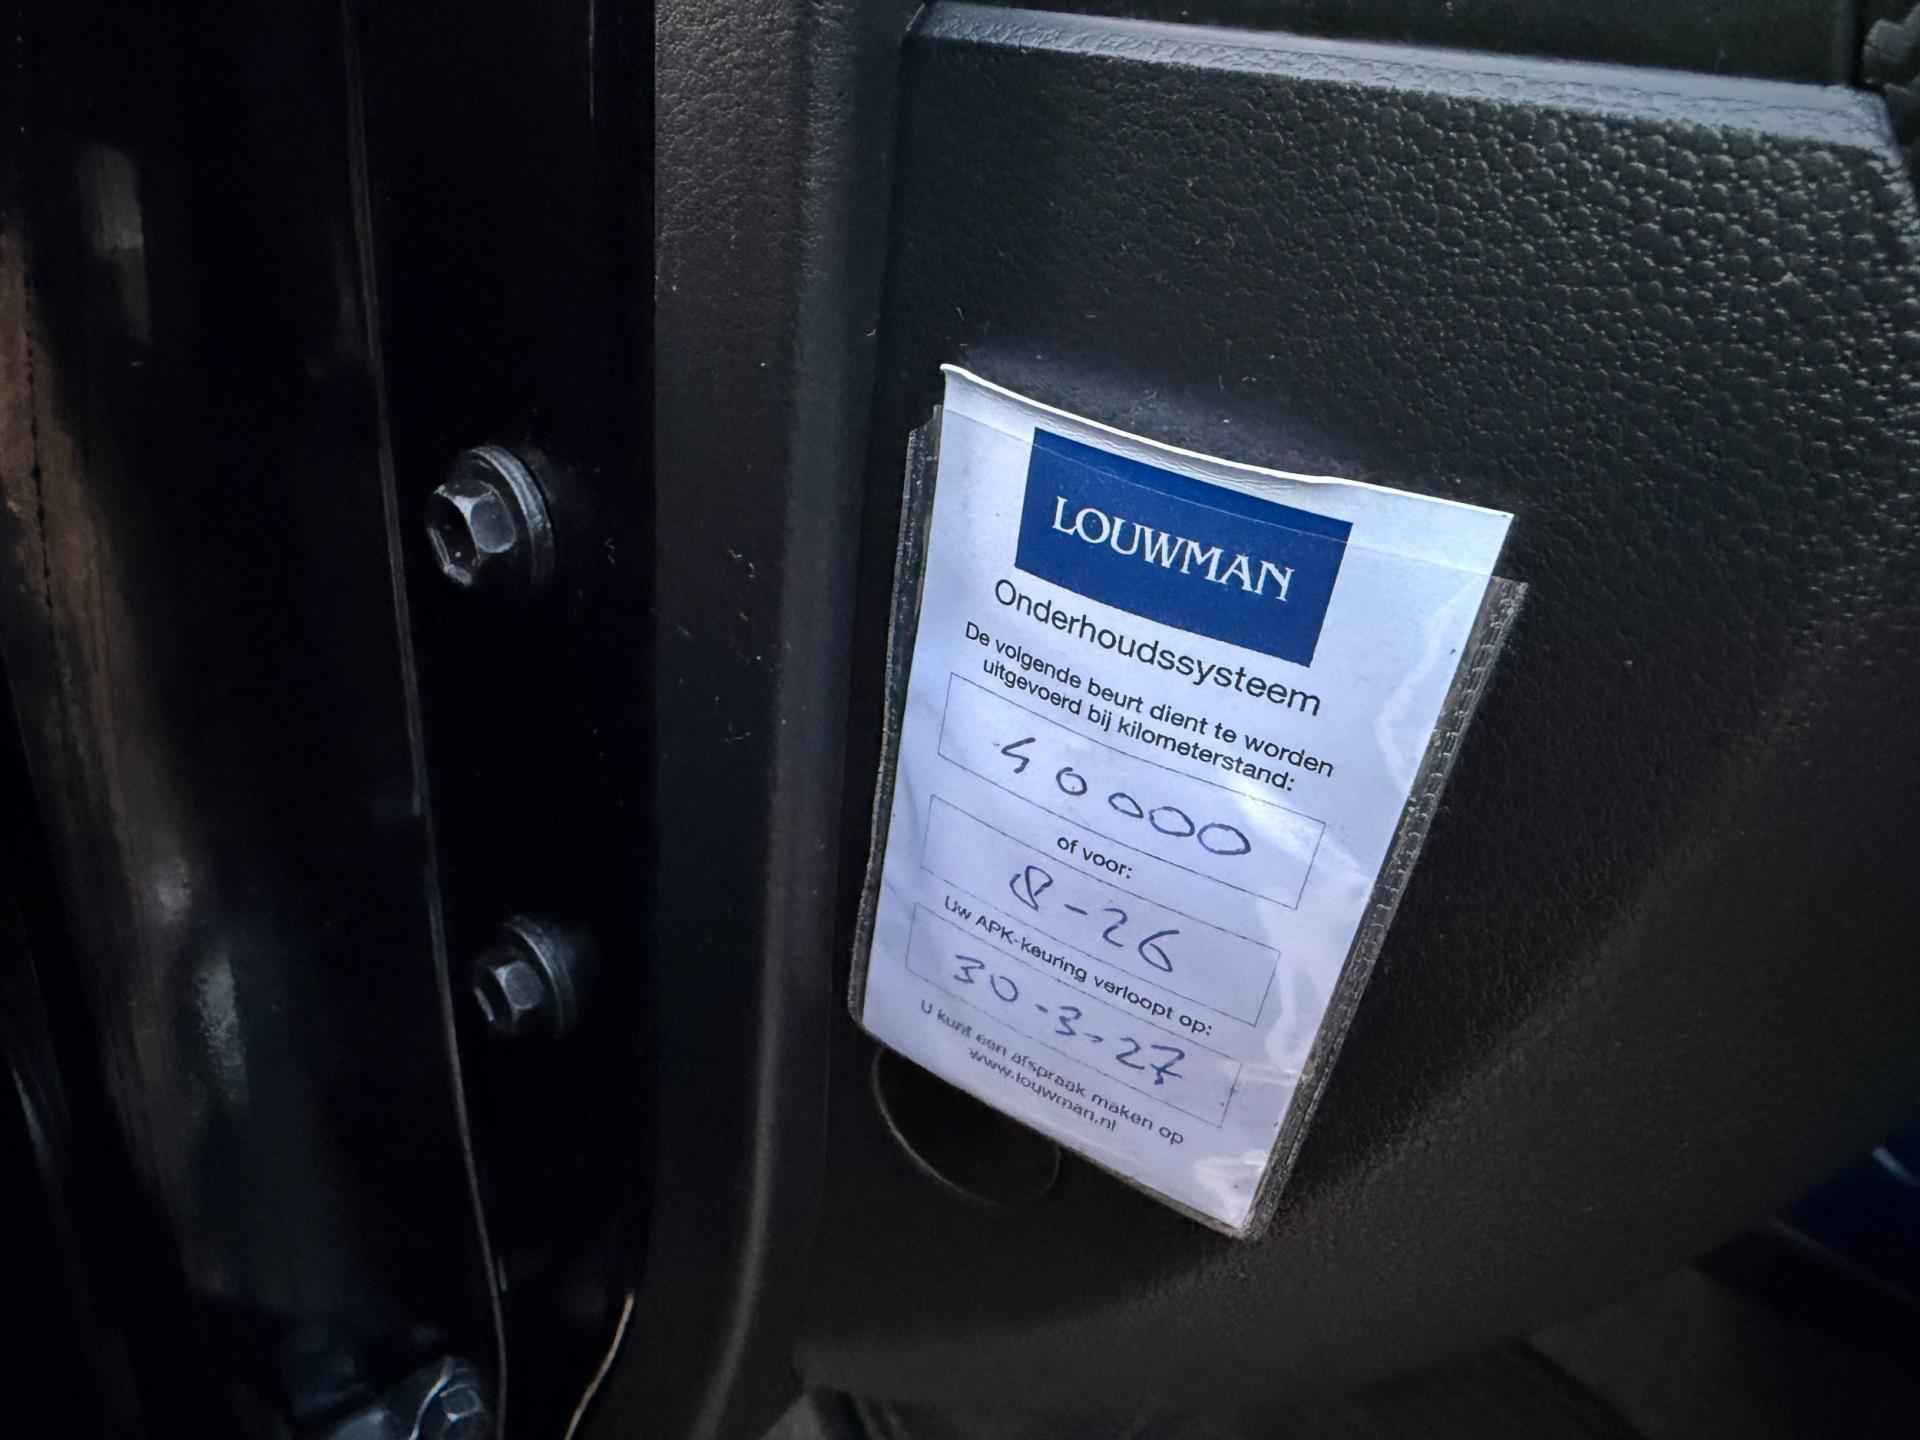 LOUWMAN
Onderhoudssysteem
De volgende beurt dient te worden
uitgevoerd bij kilometerstand:
40000
of voor:
8-26
Uw APK-keuring verloopt op:
30-3-27
U kunt een afspraak maken op
www.louwman.nl